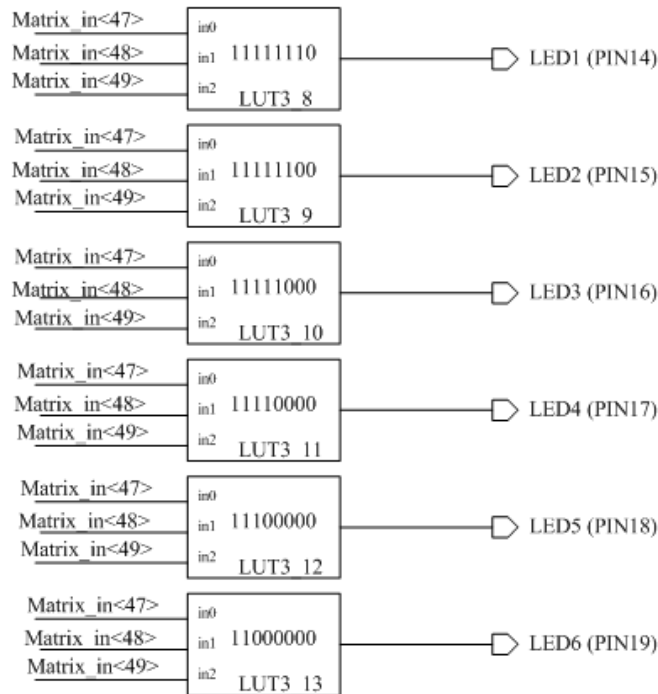 Matrix_in<47>
in0
Matrix_in<48>
in1 11111110
LED1 (PIN14)
Matrix_in<49>
in2
LUT3_8
Matrix_in<47>
in0
Matrix_in<48>
in1 11111100
LED2 (PIN15)
Matrix_in<49>
in2
LUT3_9
Matrix_in<47>
in0
Matrix_in<48>
in1 11111000
LED3 (PIN16)
Matrix_in<49>
in2
LUT3_10
Matrix_in<47>
in0
Matrix_in<48>
in1 11110000
LED4 (PIN17)
Matrix_in<49>
in2
LUT3_11
Matrix_in<47>
in0
Matrix_in<48>
in1 11100000
LED5 (PIN18)
Matrix_in<49>
in2
LUT3_12
Matrix_in<47>
in0
Matrix_in<48>
in1 11000000
LED6 (PIN19)
Matrix_in<49>
in2
LUT3_13